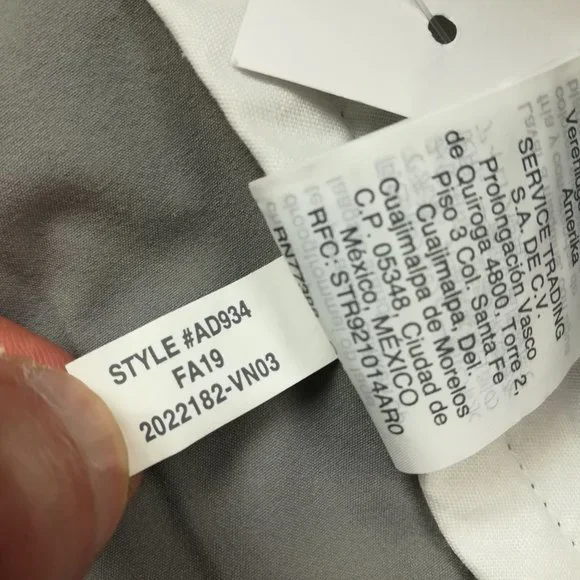 STYLE #AD934
FA19
2022182-VN03
Amerika
SERVICE TRADING
S.A. DE C.V.
Prolongación Vasco
de Quiroga 4800, Torre 2,
Piso 3 Col. Santa Fe
Cuajimalpa, Del.
Cuajimalpa de Morelos
C.P. 05348, Ciudad de
México, MÉXICO
RFC: STR921014AR0